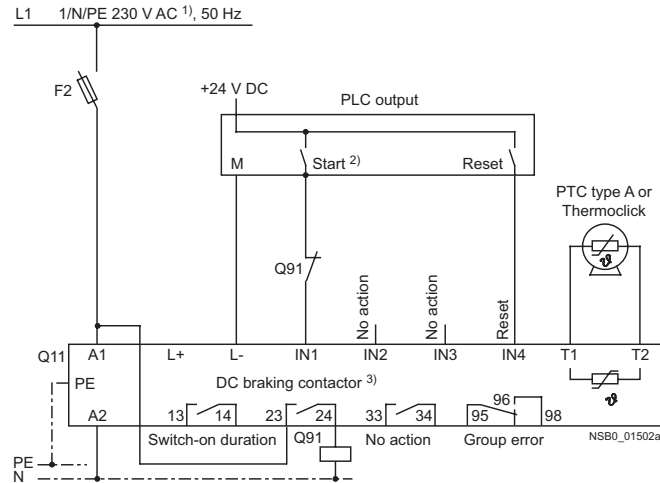 L1 1/N/PE 230 V AC 1), 50 Hz
F2
+24 V DC
PLC output
M Start 2) Reset
PTC type A or
Thermoclick
ϑ
Q91
No action
No action
Reset
Q11 A1 L+ L- IN1 IN2 IN3 IN4 T1 T2
PE DC braking contactor 3)
ϑ
A2 13 14 23 24 33 34 95 96 98
Switch-on duration Q91 No action Group error
NSB0_01502a
PE
N